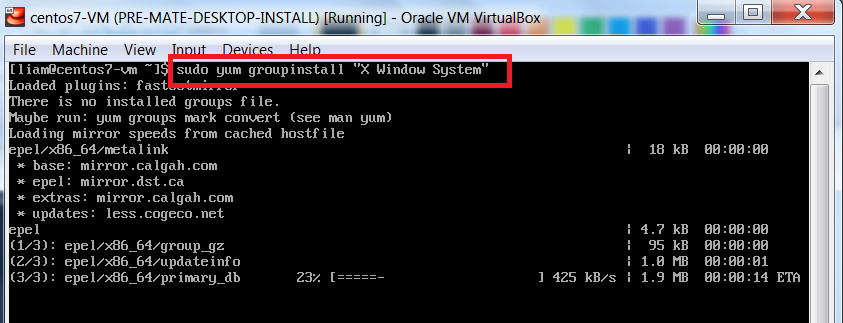 centos7-VM (PRE-MATE-DESKTOP-INSTALL) [Running] - Oracle VM VirtualBox
File Machine View Input Devices Help
[liam@centos7-vm ~]$ sudo yum groupinstall "X Window System"
Loaded plugins: fastestmirror
There is no installed groups file.
Maybe run: yum groups mark convert (see man yum)
Loading mirror speeds from cached hostfile
epel/x86_64/metalink | 18 kB 00:00:00
* base: mirror.calgah.com
* epel: mirror.dst.ca
* extras: mirror.calgah.com
* updates: less.cogeco.net
epel | 4.7 kB 00:00:00
(1/3): epel/x86_64/group_gz | 95 kB 00:00:00
(2/3): epel/x86_64/updateinfo | 1.0 MB 00:00:01
(3/3): epel/x86_64/primary_db 23% [=====- ] 425 kB/s | 1.9 MB 00:00:14 ETA